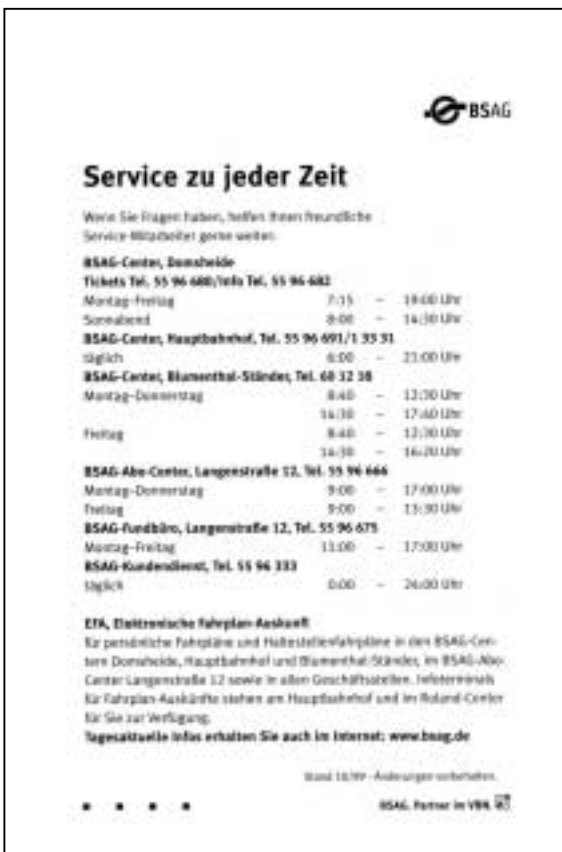 BSAG
Service zu jeder Zeit
Wenn Sie Fragen haben, helfen Ihnen freundliche
Service-Mitarbeiter gerne weiter.
BSAG-Center, Domsheide
Tickets Tel. 55 96 680/Info Tel. 55 96 682
Montag-Freitag 7:15 – 19:00 Uhr
Sonnabend 8:00 – 14:30 Uhr
BSAG-Center, Hauptbahnhof, Tel. 55 96 691/1 33 31
täglich 6:00 – 21:00 Uhr
BSAG-Center, Blumenthal-Ständer, Tel. 60 12 38
Montag-Donnerstag 8:40 – 12:30 Uhr
14:30 – 17:40 Uhr
Freitag 8:40 – 12:30 Uhr
14:30 – 16:20 Uhr
BSAG-Abo-Center, Langenstraße 12, Tel. 55 96 666
Montag-Donnerstag 9:00 – 17:00 Uhr
Freitag 9:00 – 13:30 Uhr
BSAG-Fundbüro, Langenstraße 12, Tel. 55 96 675
Montag-Freitag 11:00 – 17:00 Uhr
BSAG-Kundendienst, Tel. 55 96 333
täglich 0:00 – 24:00 Uhr
EFA, Elektronische Fahrplan-Auskunft
für persönliche Fahrpläne und Haltestellenfahrpläne in den BSAG-Cen-
tern Domsheide, Hauptbahnhof und Blumenthal-Ständer, im BSAG-Abo-
Center Langenstraße 12 sowie in allen Geschäftsstellen. Infoterminals
für Fahrplan-Auskünfte stehen am Hauptbahnhof und im Roland-Center
für Sie zur Verfügung.
Tagesaktuelle Infos erhalten Sie auch im Internet: www.bsag.de
Stand 10/99 · Änderungen vorbehalten.
BSAG. Partner im VBN.